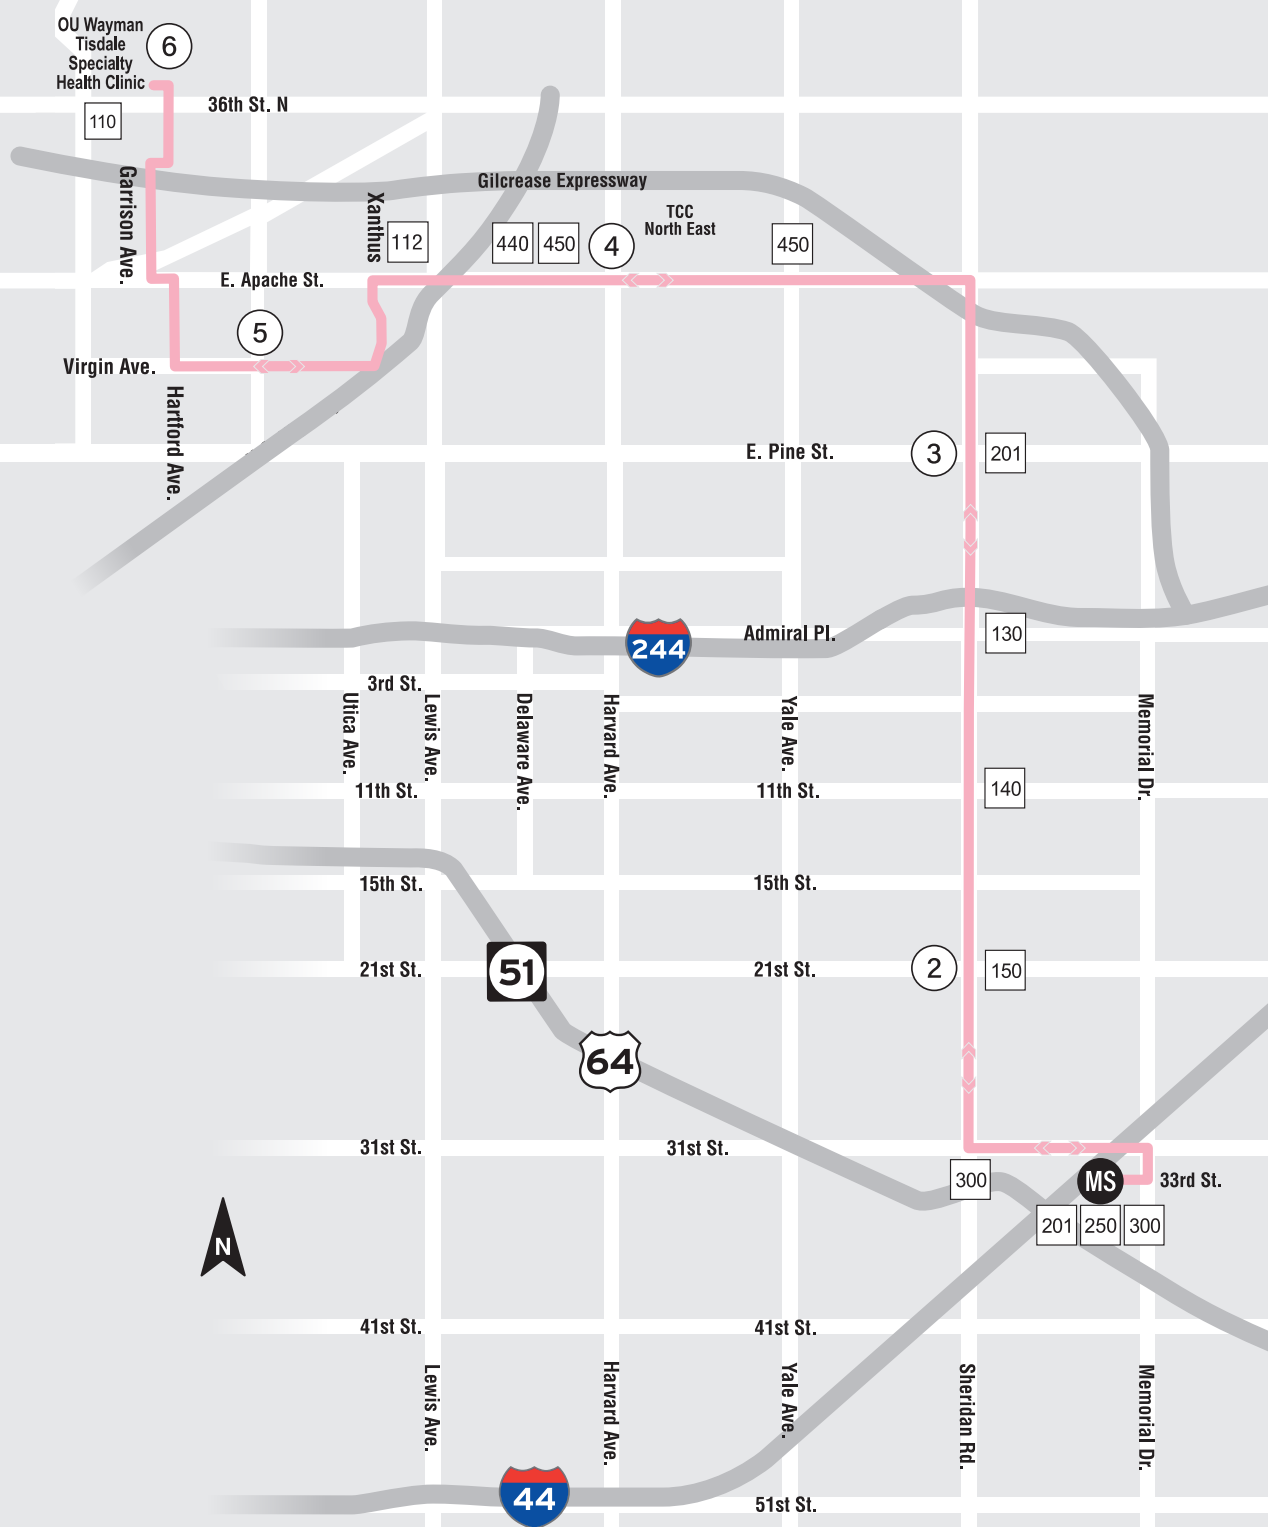 OU Wayman
Tisdale
Specialty
Health Clinic
6
36th St. N
110
Garrison Ave.
Xanthus
Gilcrease Expressway
TCC
North East
112
440
450
4
450
E. Apache St.
5
Virgin Ave.
Hartford Ave.
E. Pine St.
3
201
Admiral Pl.
130
244
3rd St.
Utica Ave.
Lewis Ave.
Delaware Ave.
Harvard Ave.
Yale Ave.
Memorial Dr.
11th St.
11th St.
140
15th St.
15th St.
21st St.
51
21st St.
2
150
64
31st St.
31st St.
300
MS
33rd St.
201
250
300
N
41st St.
41st St.
Lewis Ave.
Harvard Ave.
Yale Ave.
Sheridan Rd.
Memorial Dr.
44
51st St.